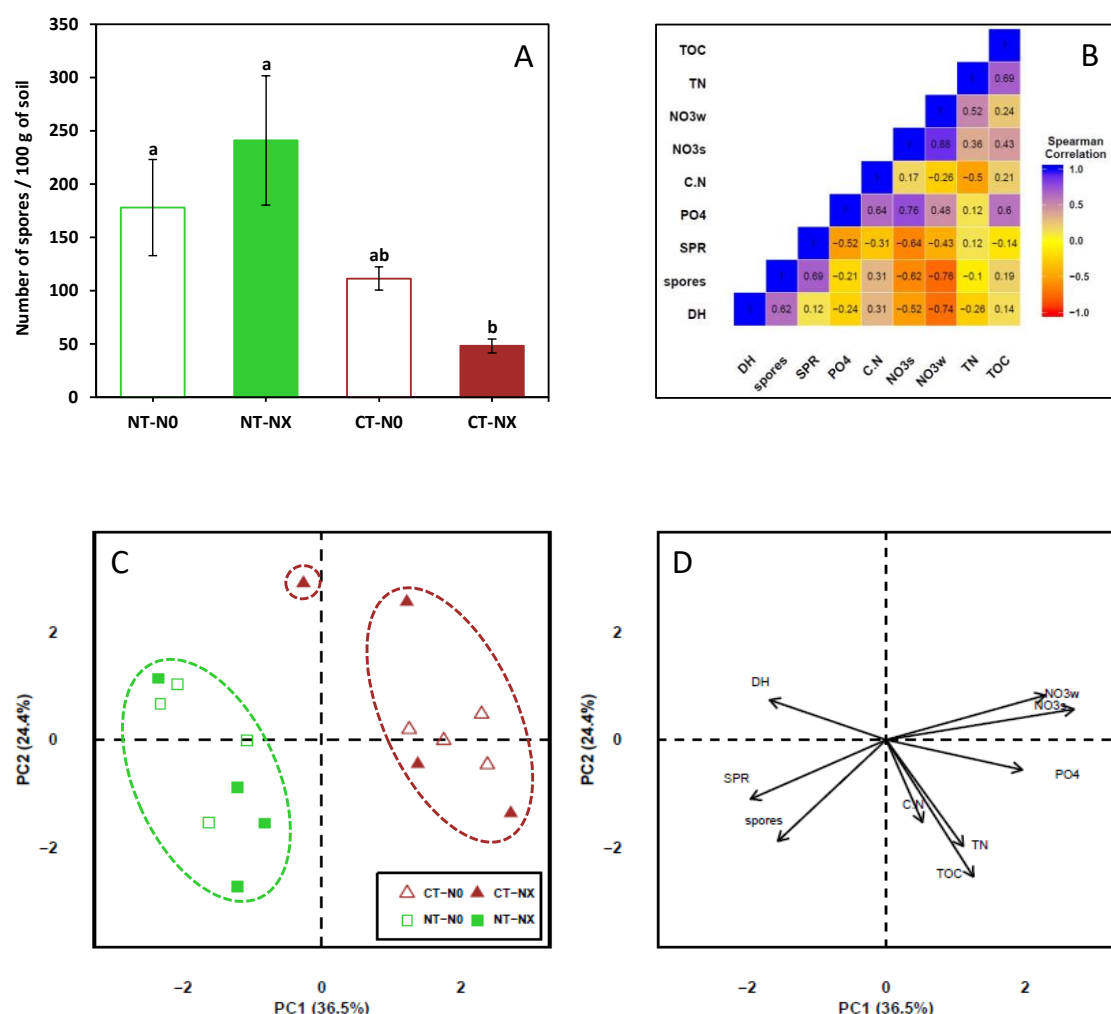 A
Number of spores / 100 g of soil
350
300
250
200
150
100
50
0
a
a
ab
b
NT-N0
NT-NX
CT-N0
CT-NX
B
TOC
TN 0.69
NO3w 0.52 0.24
NO3s 0.88 0.36 0.43
C.N 0.17 −0.26 −0.5 0.21
PO4 0.64 0.76 0.48 0.12 0.6
SPR −0.52 −0.31 −0.64 −0.43 0.12 −0.14
spores 0.69 −0.21 0.31 −0.62 −0.76 −0.1 0.19
DH 0.62 0.12 −0.24 0.31 −0.52 −0.74 −0.26 0.14
DH spores SPR PO4 C.N NO3s NO3w TN TOC
Spearman
Correlation
1.0
0.5
0.0
−0.5
−1.0
C
PC2 (24.4%)
2
0
−2
CT−N0 CT−NX
NT−N0 NT−NX
−2 0 2
PC1 (36.5%)
D
PC2 (24.4%)
2
0
−2
DH
NO3w
NO3s
SPR
PO4
C.N
spores
TN
TOC
−2 0 2
PC1 (36.5%)